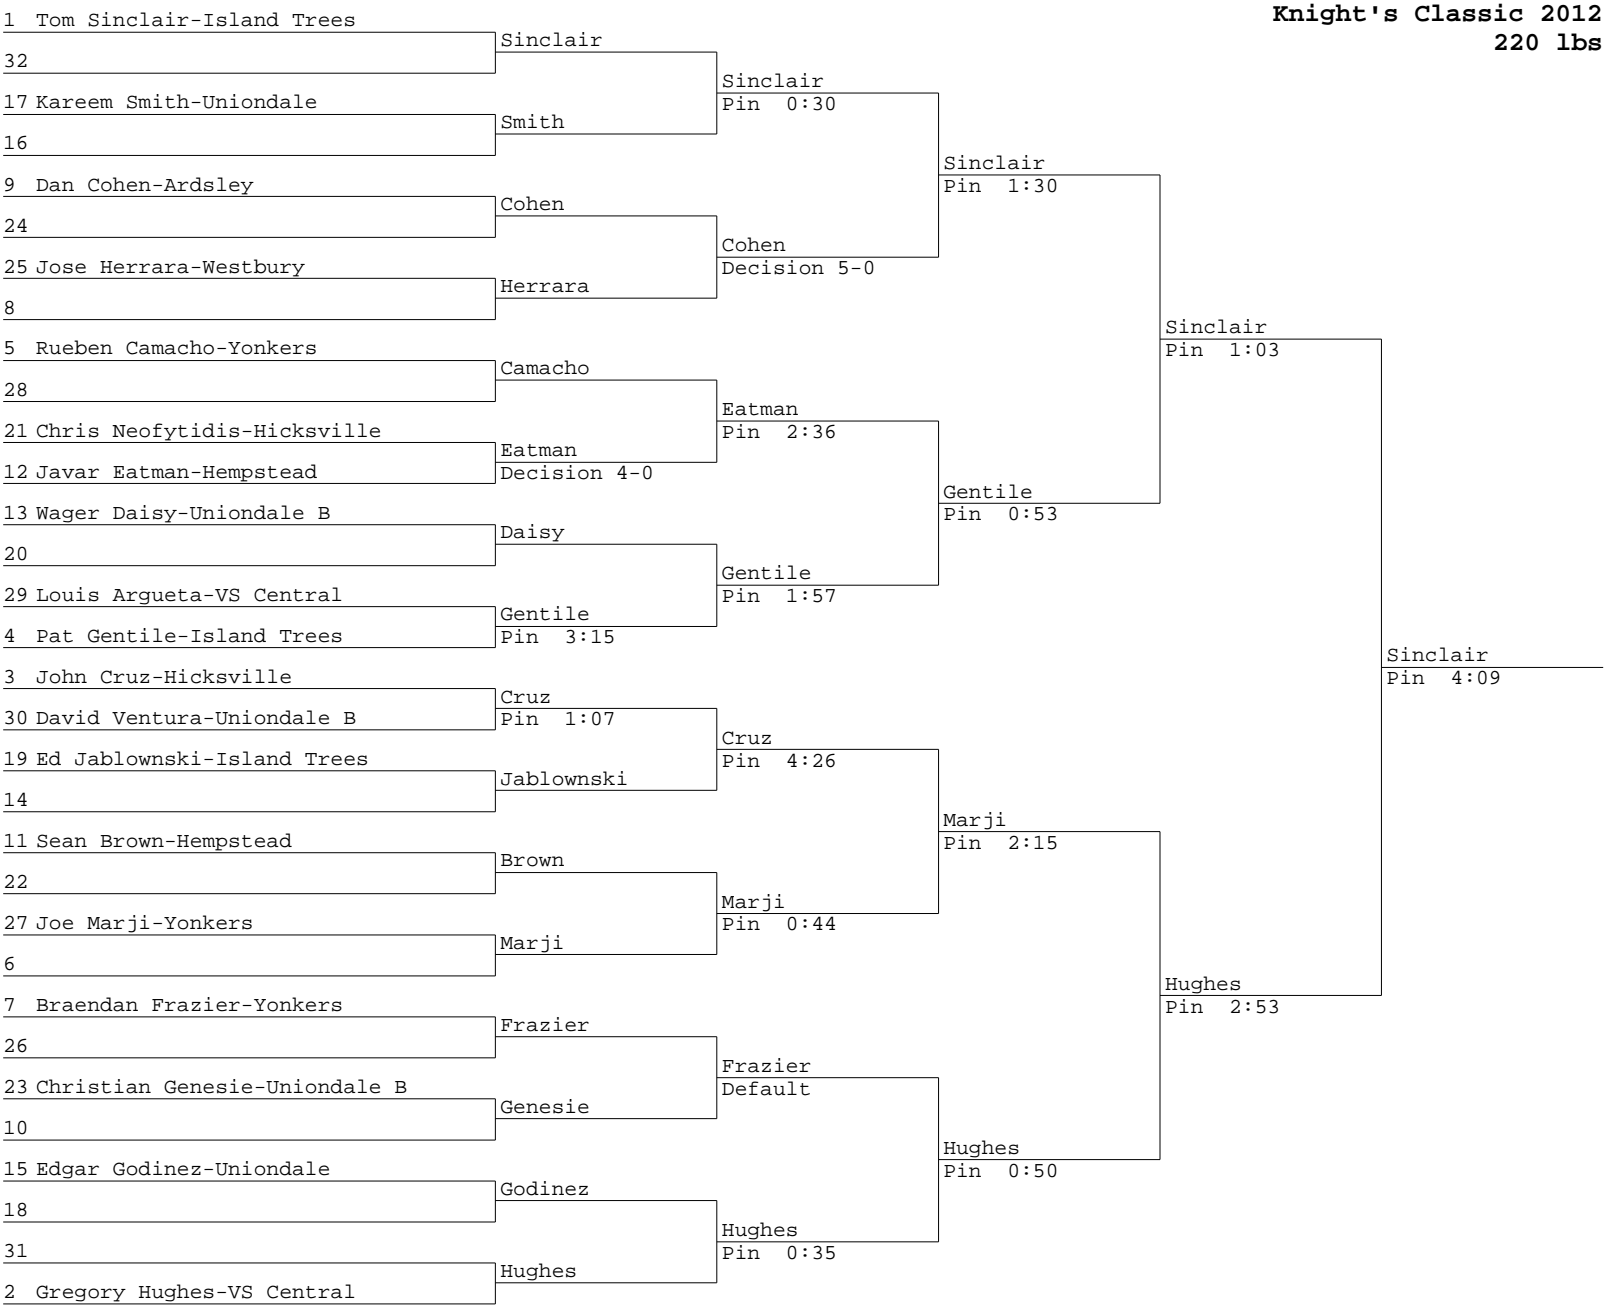 Knight's Classic 2012
220 lbs
1 Tom Sinclair-Island Trees
32
17 Kareem Smith-Uniondale
16
9 Dan Cohen-Ardsley
24
25 Jose Herrara-Westbury
8
5 Rueben Camacho-Yonkers
28
21 Chris Neofytidis-Hicksville
12 Javar Eatman-Hempstead
13 Wager Daisy-Uniondale B
20
29 Louis Argueta-VS Central
4 Pat Gentile-Island Trees
3 John Cruz-Hicksville
30 David Ventura-Uniondale B
19 Ed Jablownski-Island Trees
14
11 Sean Brown-Hempstead
22
27 Joe Marji-Yonkers
6
7 Braendan Frazier-Yonkers
26
23 Christian Genesie-Uniondale B
10
15 Edgar Godinez-Uniondale
18
31
2 Gregory Hughes-VS Central
Sinclair
Smith
Cohen
Herrara
Camacho
Eatman
Decision 4-0
Daisy
Gentile
Pin 3:15
Cruz
Pin 1:07
Jablownski
Brown
Marji
Frazier
Genesie
Godinez
Hughes
Sinclair
Pin 0:30
Cohen
Decision 5-0
Eatman
Pin 2:36
Gentile
Pin 1:57
Cruz
Pin 4:26
Marji
Pin 0:44
Frazier
Default
Hughes
Pin 0:35
Sinclair
Pin 1:30
Gentile
Pin 0:53
Marji
Pin 2:15
Hughes
Pin 0:50
Sinclair
Pin 1:03
Hughes
Pin 2:53
Sinclair
Pin 4:09